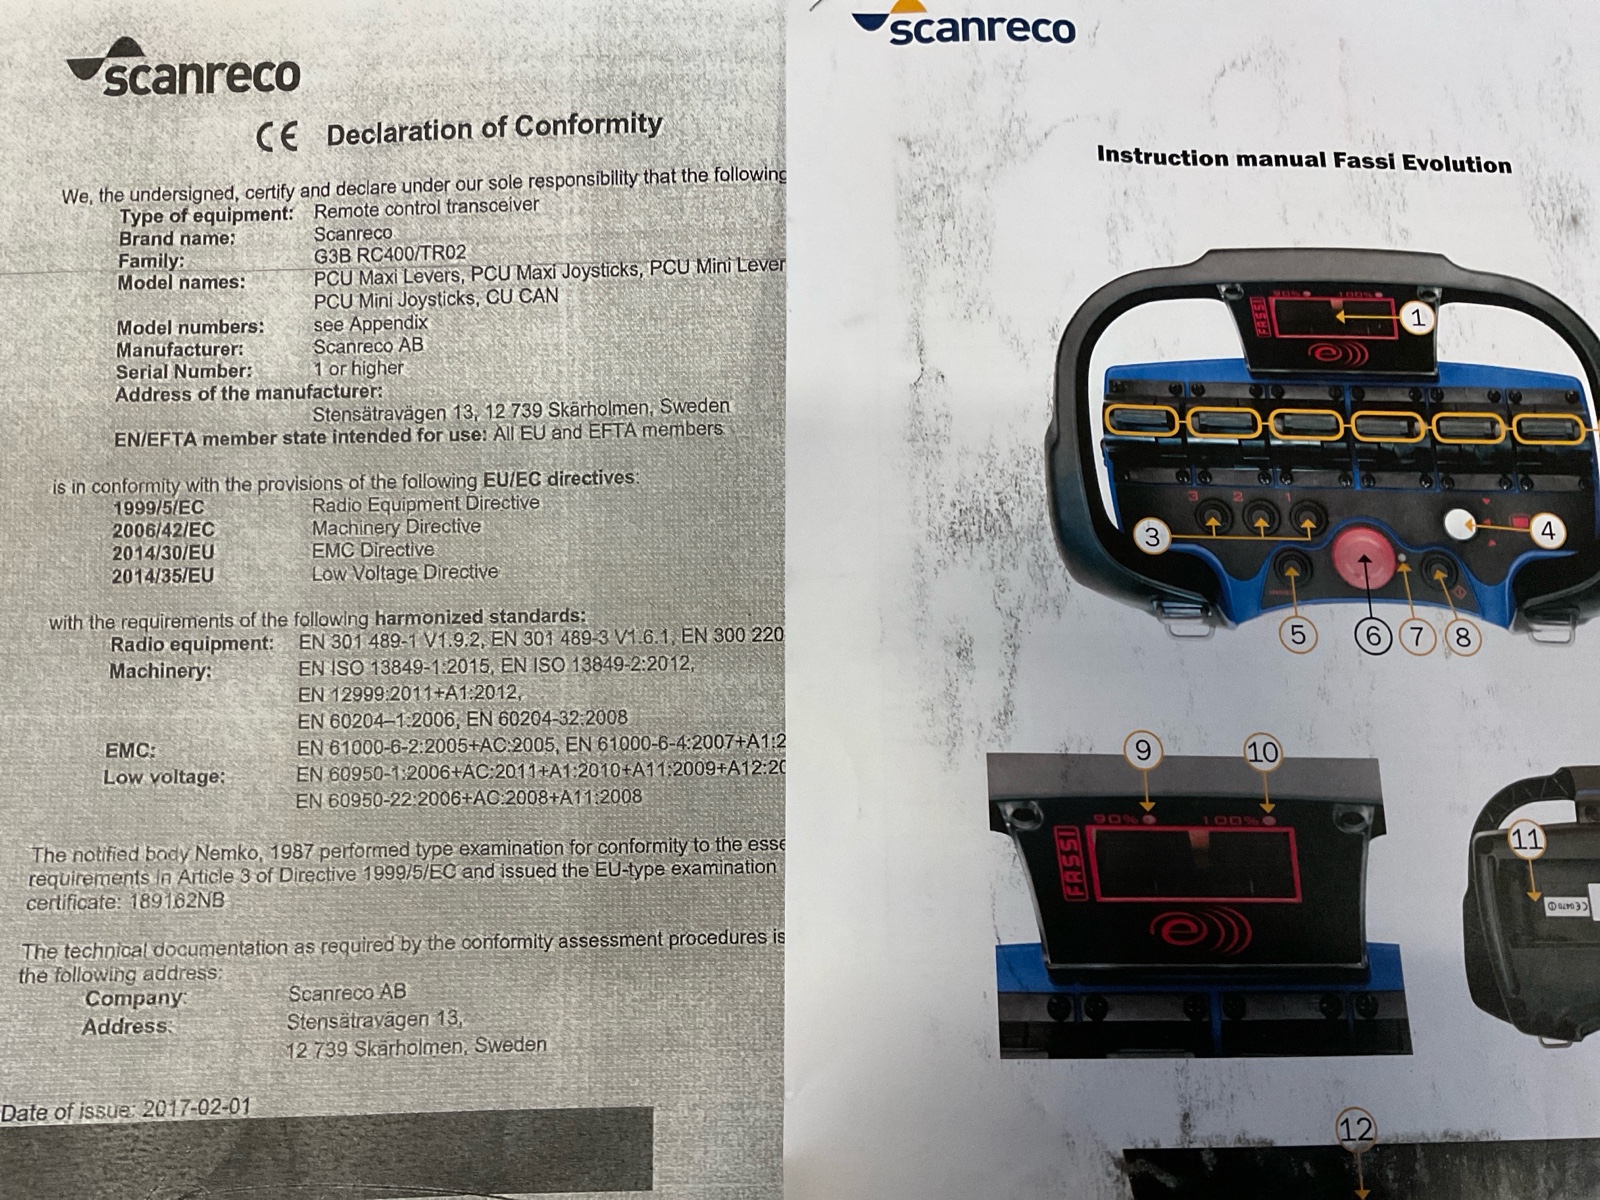 scanreco
CE Declaration of Conformity
We, the undersigned, certify and declare under our sole responsibility that the following
Type of equipment: Remote control transceiver
Brand name: Scanreco
Family: G3B RC400/TR02
Model names: PCU Maxi Levers, PCU Maxi Joysticks, PCU Mini Lever
PCU Mini Joysticks, CU CAN
Model numbers: see Appendix
Manufacturer: Scanreco AB
Serial Number: 1 or higher
Address of the manufacturer:
Stensätravägen 13, 12 739 Skärholmen, Sweden
EN/EFTA member state intended for use: All EU and EFTA members
is in conformity with the provisions of the following EU/EC directives:
1999/5/EC Radio Equipment Directive
2006/42/EC Machinery Directive
2014/30/EU EMC Directive
2014/35/EU Low Voltage Directive
with the requirements of the following harmonized standards:
Radio equipment: EN 301 489-1 V1.9.2, EN 301 489-3 V1.6.1, EN 300 220
Machinery: EN ISO 13849-1:2015, EN ISO 13849-2:2012,
EN 12999:2011+A1:2012,
EN 60204–1:2006, EN 60204-32:2008
EMC: EN 61000-6-2:2005+AC:2005, EN 61000-6-4:2007+A1:2
Low voltage: EN 60950-1:2006+AC:2011+A1:2010+A11:2009+A12:20
EN 60950-22:2006+AC:2008+A11:2008
The notified body Nemko, 1987 performed type examination for conformity to the esse
requirements in Article 3 of Directive 1999/5/EC and issued the EU-type examination
certificate: 189162NB
The technical documentation as required by the conformity assessment procedures is
the following address:
Company: Scanreco AB
Address: Stensätravägen 13,
12 739 Skärholmen, Sweden
Date of issue: 2017-02-01
scanreco
Instruction manual Fassi Evolution
90% 100%
FASSI
1
e
3 2 1
3
4
5
6
7
8
9
10
90% 100%
FASSI
e
11
CE0470
12